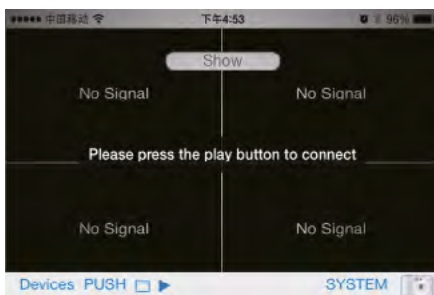 中国移动 下午4:53 96%
Show
No Signal No Signal
Please press the play button to connect
No Signal No Signal
Devices PUSH SYSTEM